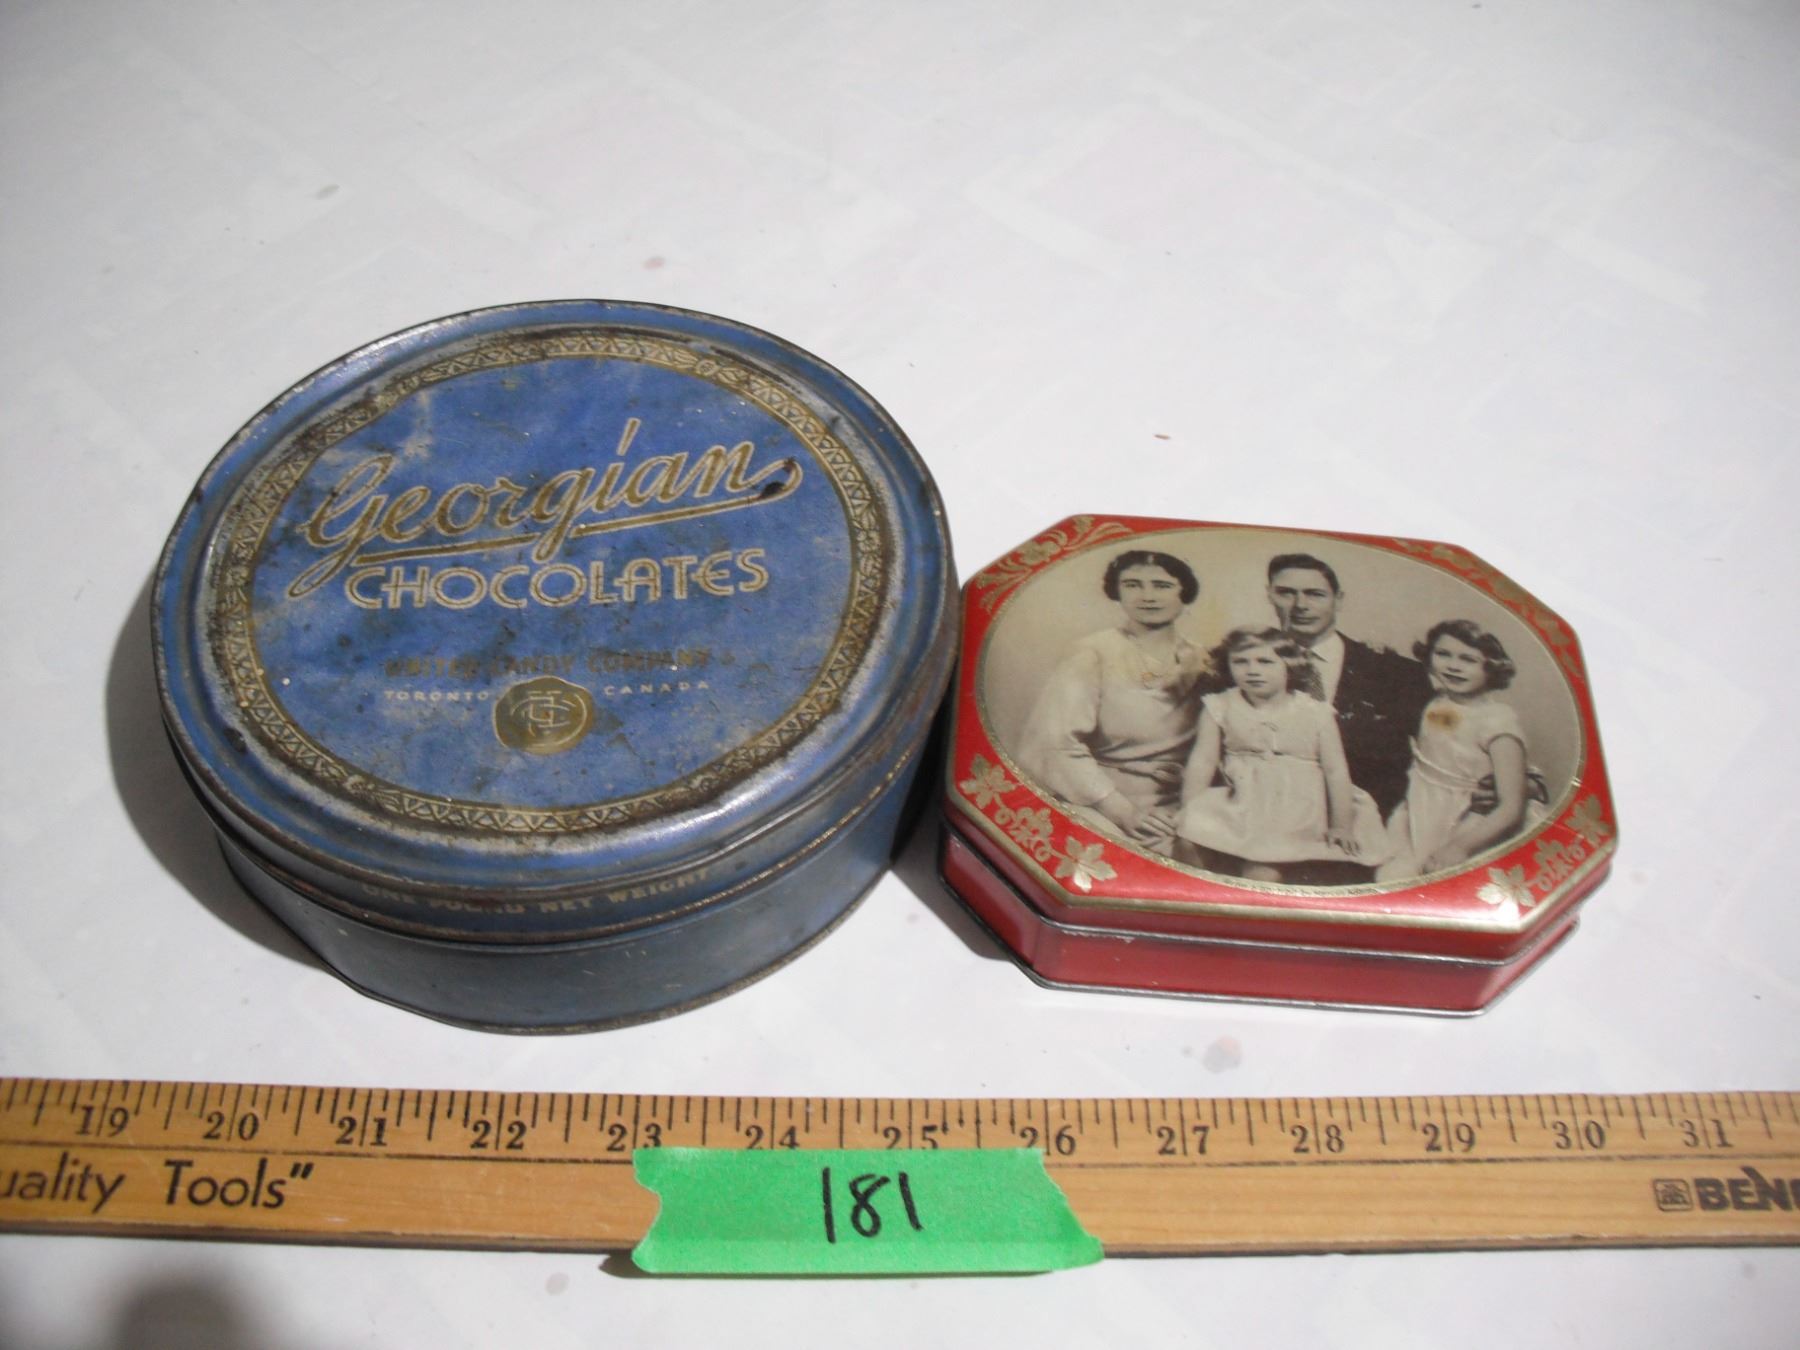 Georgian
CHOCOLATES
UNITED CANDY COMPANY
TORONTO CANADA
ONE POUND NET WEIGHT
19 20 21 22 23 24 25 26 27 28 29 30 31
uality Tools"
181
BEN